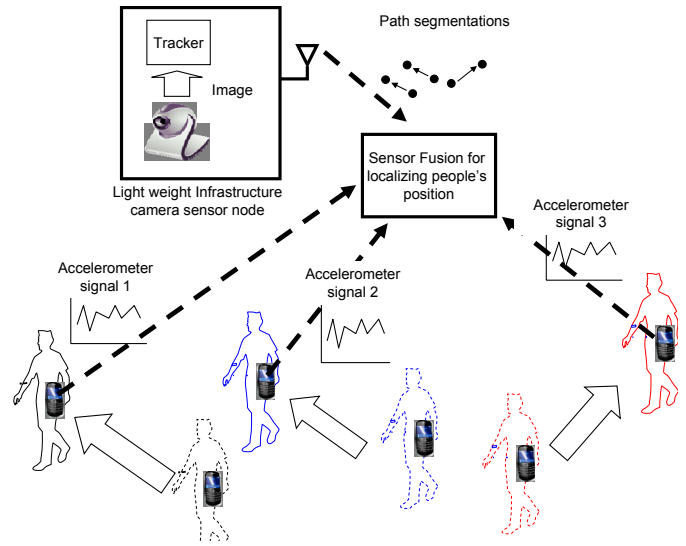 Path segmentations
Tracker
Image
Light weight Infrastructure
camera sensor node
Sensor Fusion for
localizing people's
position
Accelerometer
signal 3
Accelerometer
signal 1
Accelerometer
signal 2